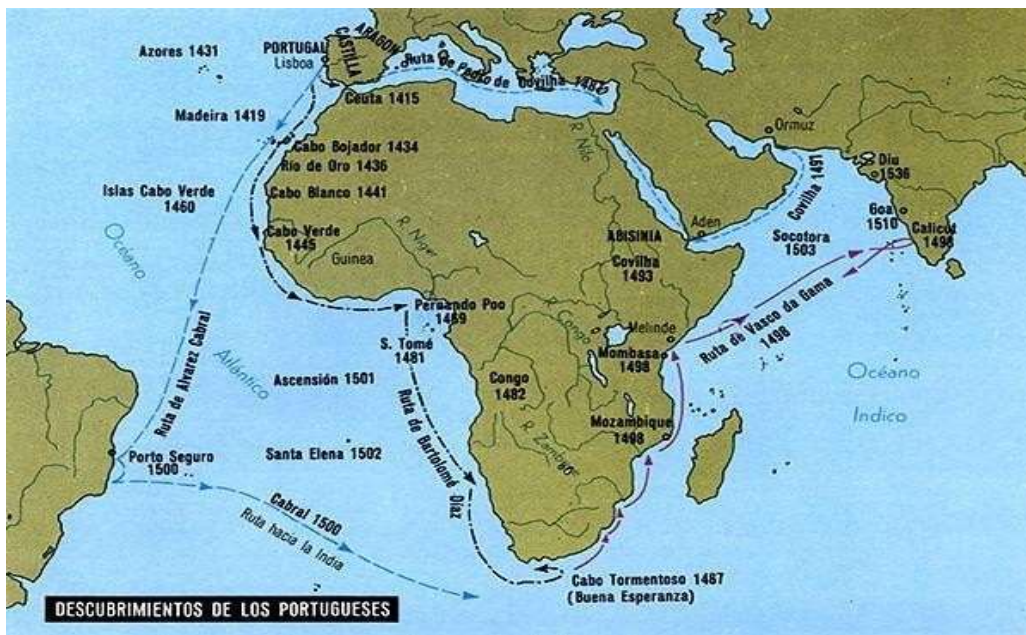 Azores 1431
PORTUGAL
Lisboa
CASTILLA
ARAGON
Ruta de Pedro de Covilha 1487
Madeira 1419
Ceuta 1415
Cabo Bojador 1434
Río de Oro 1436
Islas Cabo Verde
1460
Cabo Blanco 1441
Cabo Verde
1445
Guinea
R. Niger
R. Nilo
Ormuz
Diu
1536
Covilha 1491
Goa
1510
Calicut
1498
Aden
Socotora
1503
ABISINIA
Covilha
1493
Océano
Atlántico
Fernando Poo
1469
S. Tomé
1481
R. Congo
Melinde
Mombasa
1498
Ruta de Vasco da Gama
1498
Océano
Indico
Ruta de Alvarez Cabral
Ascensión 1501
Congo
1482
Mozambique
1498
R. Zambeze
Ruta de Bartolomé Díaz
Porto Seguro
1500
Santa Elena 1502
Cabral 1500
Ruta hacia la India
Cabo Tormentoso 1487
(Buena Esperanza)
DESCUBRIMIENTOS DE LOS PORTUGUESES